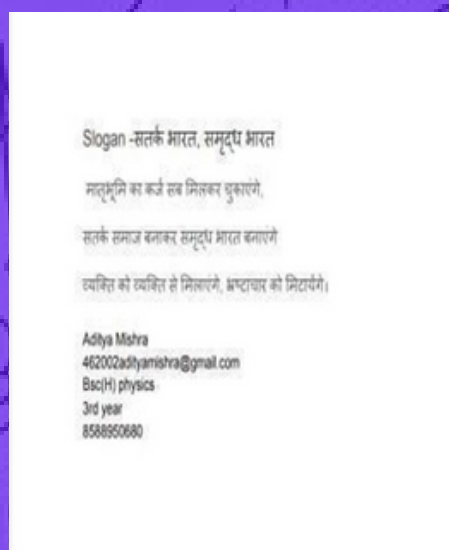 Slogan -सतर्क भारत, समृद्ध भारत
मातृभूमि का कर्ज सब मिलकर चुकाएंगे,
सतर्क समाज बनाकर समृद्ध भारत बनाएंगे
व्यक्ति को व्यक्ति से मिलाएंगे, भ्रष्टाचार को मिटायेंगे।
Aditya Mishra
462002adityamishra@gmail.com
Bsc(H) physics
3rd year
8588950680